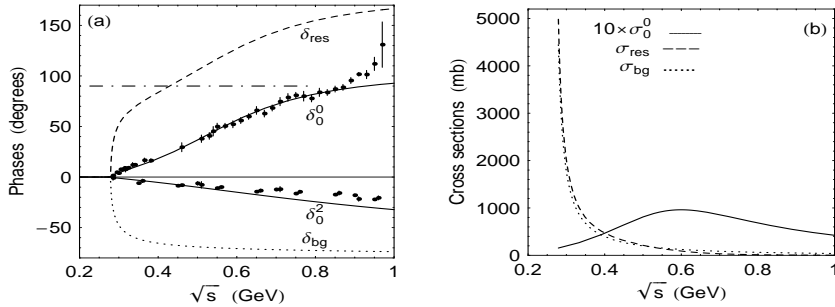 (a)
δres
δ00
δ02
δbg
150
100
50
0
−50
0.2
0.4
0.6
0.8
1
Phases (degrees)
√s (GeV)
(b)
10×σ00
σres
σbg
5000
4000
3000
2000
1000
0
0.2
0.4
0.6
0.8
1
Cross sections (mb)
√s (GeV)